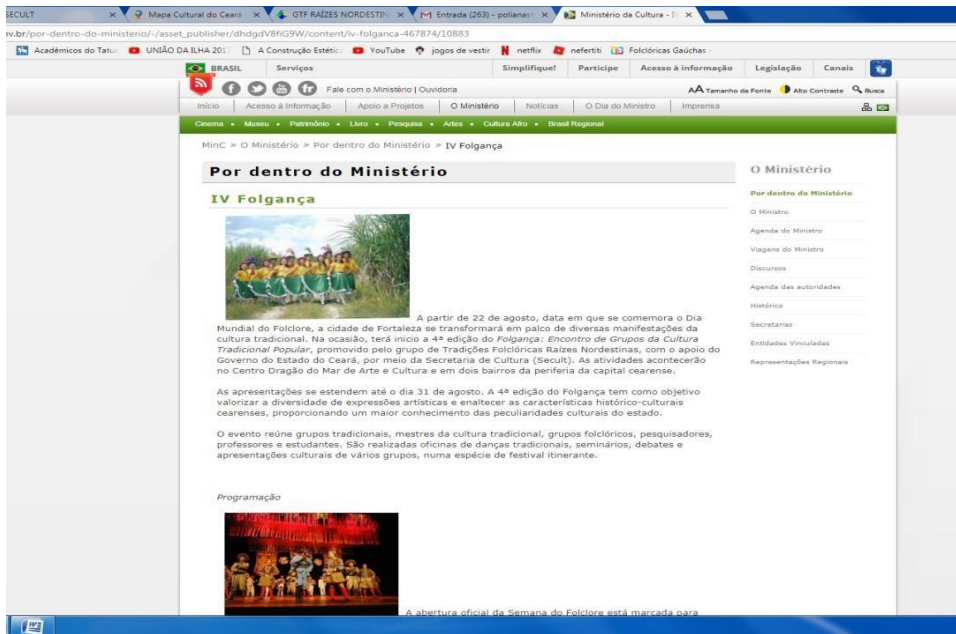 SECULT
Mapa Cultural do Ceará
GTF RAÍZES NORDESTIN
Entrada (263) - polianast
Ministério da Cultura - 
ov.br/por-dentro-do-ministerio/-/asset_publisher/dhdgdV8fiG9W/content/iv-folganca-467874/10883
Acadêmicos do Tatu
UNIÃO DA ILHA 201
A Construção Estétic
YouTube
jogos de vestir
netflix
nefertiti
Folclóricas Gaúchas -
BRASIL
Serviços
Simplifique!
Participe
Acesso à informação
Legislação
Canais
Fale com o Ministério | Ouvidoria
AA Tamanho da Fonte
Alto Contraste
Busca
Início
Acesso à Informação
Apoio a Projetos
O Ministério
Notícias
O Dia do Ministro
Imprensa
Cinema • Museu • Patrimônio • Livro • Pesquisa • Artes • Cultura Afro • Brasil Regional
MinC » O Ministério » Por dentro do Ministério » IV Folgança
Por dentro do Ministério
IV Folgança
A partir de 22 de agosto, data em que se comemora o Dia
Mundial do Folclore, a cidade de Fortaleza se transformará em palco de diversas manifestações da
cultura tradicional. Na ocasião, terá inicio a 4ª edição do Folgança: Encontro de Grupos da Cultura
Tradicional Popular, promovido pelo grupo de Tradições Folclóricas Raízes Nordestinas, com o apoio do
Governo do Estado do Ceará, por meio da Secretaria de Cultura (Secult). As atividades acontecerão
no Centro Dragão do Mar de Arte e Cultura e em dois bairros da periferia da capital cearense.
As apresentações se estendem até o dia 31 de agosto. A 4ª edição do Folgança tem como objetivo
valorizar a diversidade de expressões artísticas e enaltecer as características histórico-culturais
cearenses, proporcionando um maior conhecimento das peculiaridades culturais do estado.
O evento reúne grupos tradicionais, mestres da cultura tradicional, grupos folclóricos, pesquisadores,
professores e estudantes. São realizadas oficinas de danças tradicionais, seminários, debates e
apresentações culturais de vários grupos, numa espécie de festival itinerante.
Programação
A abertura oficial da Semana do Folclore está marcada para
O Ministério
Por dentro do Ministério
O Ministro
Agenda do Ministro
Viagens do Ministro
Discursos
Agenda das autoridades
Histórico
Secretarias
Entidades Vinculadas
Representações Regionais